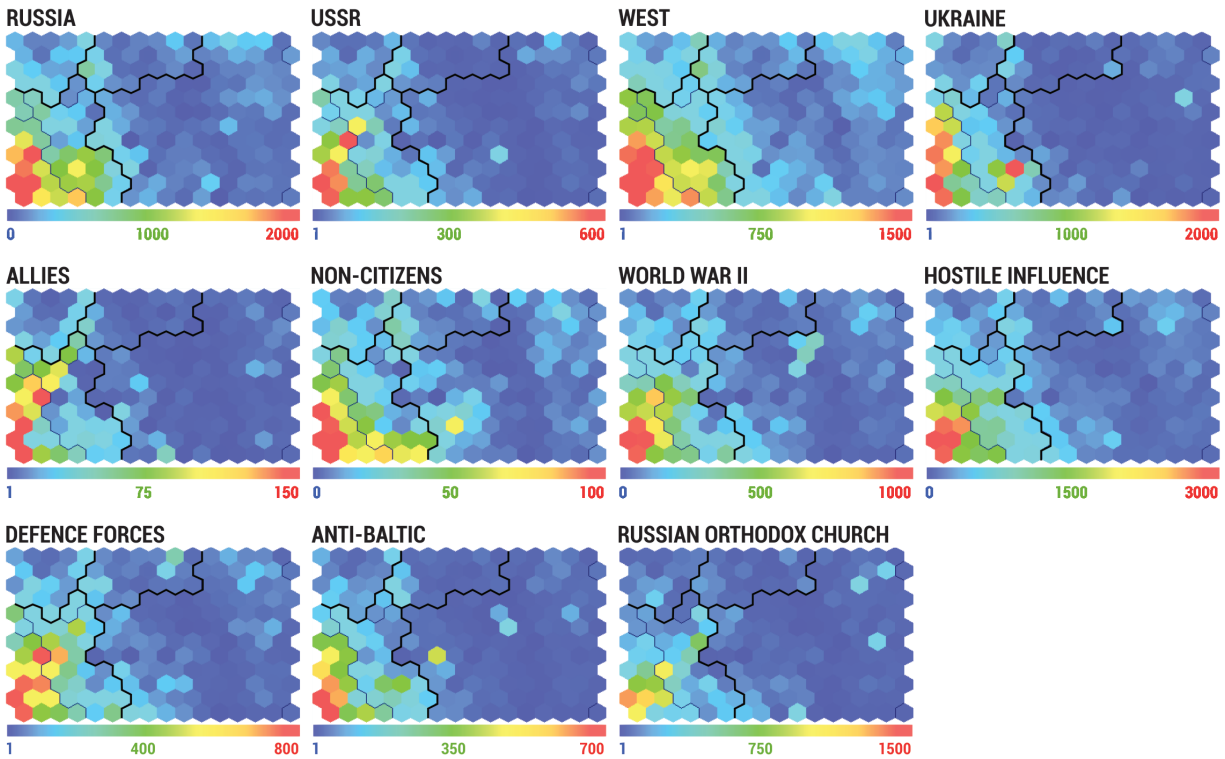 RUSSIA
0 1000 2000
USSR
1 300 600
WEST
1 750 1500
UKRAINE
1 1000 2000
ALLIES
1 75 150
NON-CITIZENS
0 50 100
WORLD WAR II
0 500 1000
HOSTILE INFLUENCE
0 1500 3000
DEFENCE FORCES
1 400 800
ANTI-BALTIC
1 350 700
RUSSIAN ORTHODOX CHURCH
1 750 1500